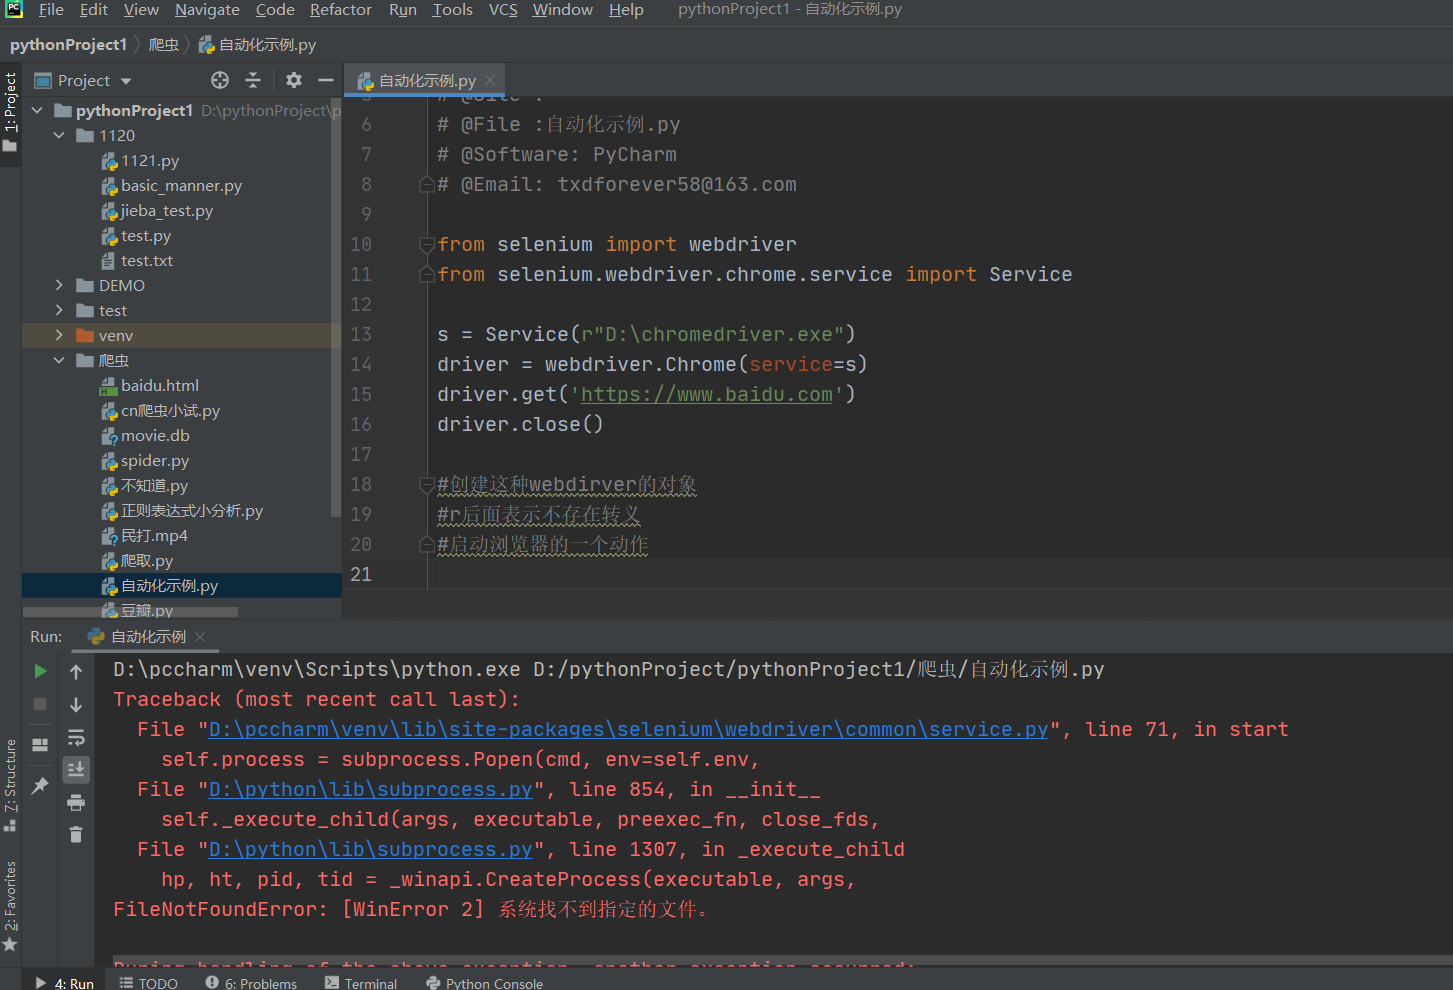 PC File Edit View Navigate Code Refactor Run Tools VCS Window Help pythonProject1 - 自动化示例.py
pythonProject1 爬虫 自动化示例.py
1: Project
Project
pythonProject1 D:\pythonProject\p
1120
1121.py
basic_manner.py
jieba_test.py
test.py
test.txt
DEMO
test
venv
爬虫
baidu.html
cn爬虫小试.py
movie.db
spider.py
不知道.py
正则表达式小分析.py
民打.mp4
爬取.py
自动化示例.py
豆瓣.py
自动化示例.py
5 # @Site :
6 # @File :自动化示例.py
7 # @Software: PyCharm
8 # @Email: txdforever58@163.com
9
10 from selenium import webdriver
11 from selenium.webdriver.chrome.service import Service
12
13 s = Service(r"D:\chromedriver.exe")
14 driver = webdriver.Chrome(service=s)
15 driver.get('https://www.baidu.com')
16 driver.close()
17
18 #创建这种webdirver的对象
19 #r后面表示不存在转义
20 #启动浏览器的一个动作
21
Run: 自动化示例
D:\pccharm\venv\Scripts\python.exe D:/pythonProject/pythonProject1/爬虫/自动化示例.py
Traceback (most recent call last):
File "D:\pccharm\venv\lib\site-packages\selenium\webdriver\common\service.py", line 71, in start
self.process = subprocess.Popen(cmd, env=self.env,
File "D:\python\lib\subprocess.py", line 854, in __init__
self._execute_child(args, executable, preexec_fn, close_fds,
File "D:\python\lib\subprocess.py", line 1307, in _execute_child
hp, ht, pid, tid = _winapi.CreateProcess(executable, args,
FileNotFoundError: [WinError 2] 系统找不到指定的文件。
During handling of the above exception, another exception occurred:
7: Structure
2: Favorites
4: Run TODO 6: Problems Terminal Python Console